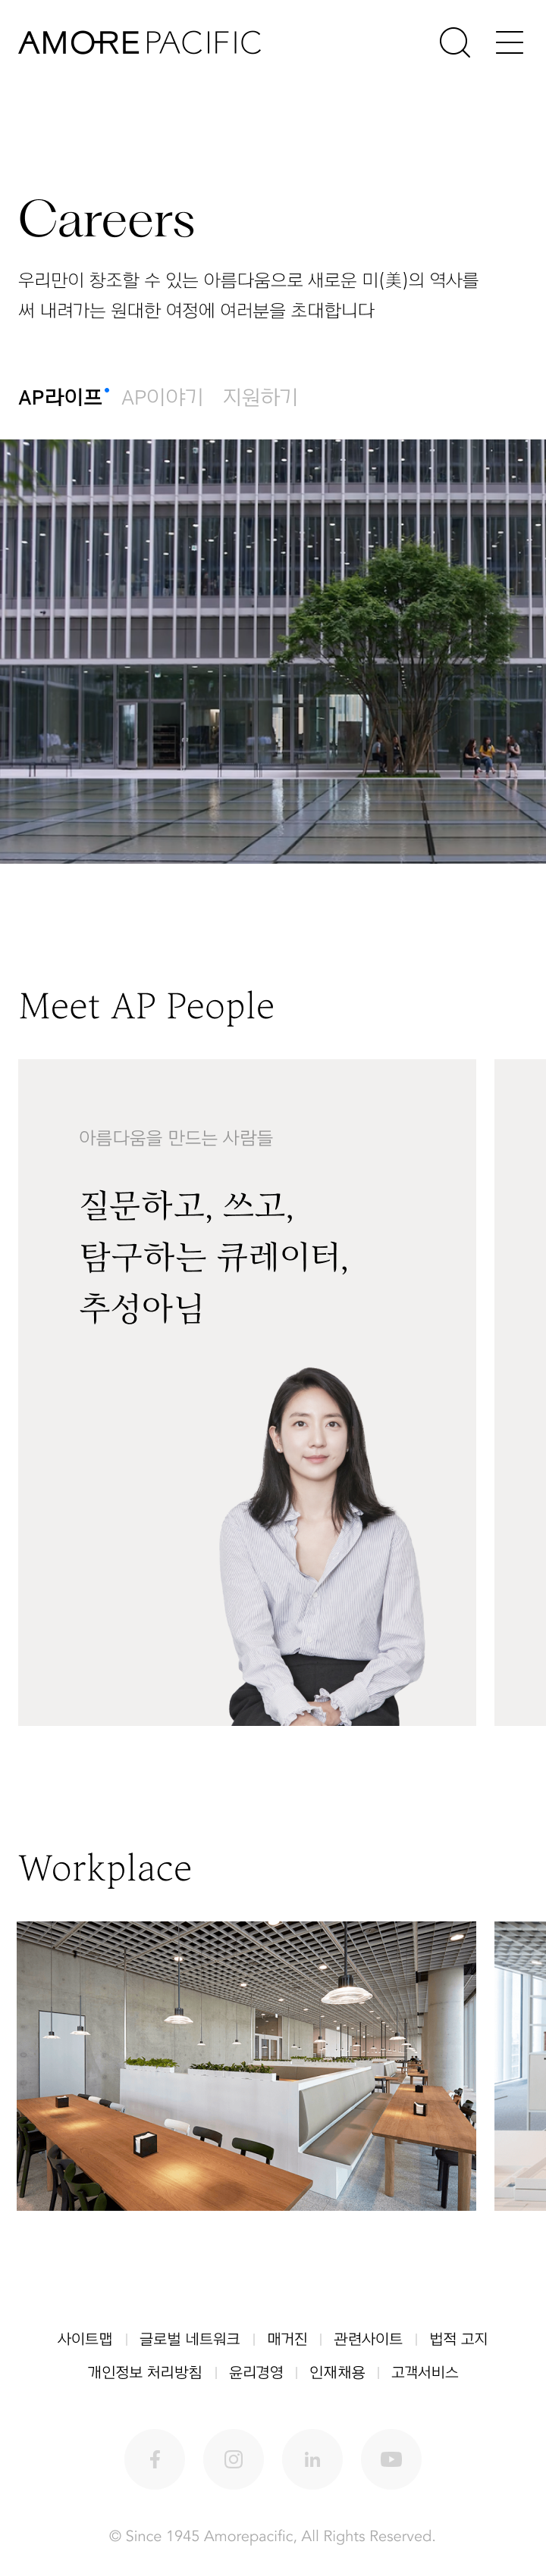 AMOREPACIFIC
Careers
우리만이 창조할 수 있는 아름다움으로 새로운 미(美)의 역사를
써 내려가는 원대한 여정에 여러분을 초대합니다
AP라이프 AP이야기 지원하기
Meet AP People
아름다움을 만드는 사람들
질문하고, 쓰고,
탐구하는 큐레이터,
추성아님
Workplace
사이트맵 | 글로벌 네트워크 | 매거진 | 관련사이트 | 법적 고지
개인정보 처리방침 | 윤리경영 | 인재채용 | 고객서비스
© Since 1945 Amorepacific, All Rights Reserved.